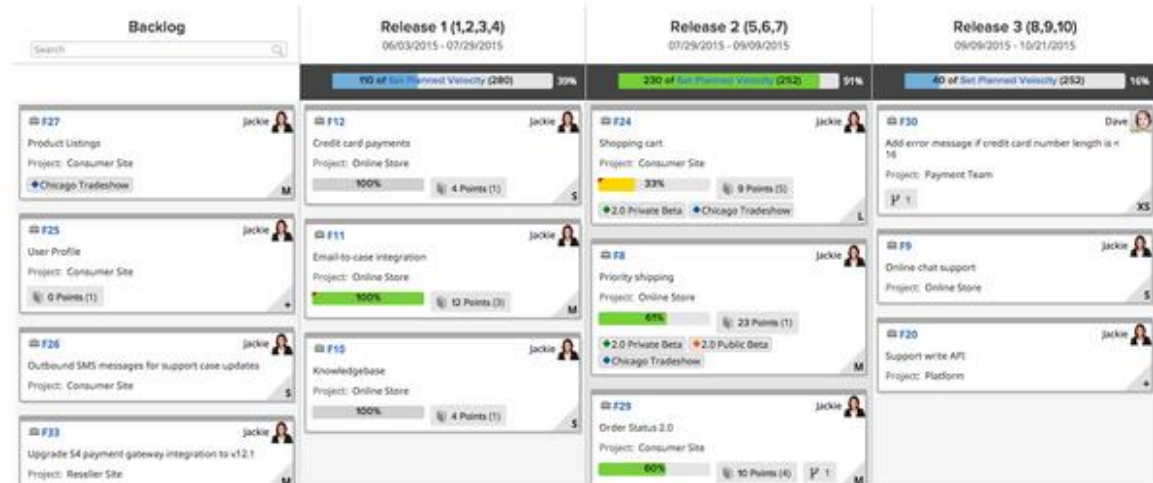 Backlog
Search
F27
Jackie
Product Listings
Project: Consumer Site
Chicago Tradeshow
M
F25
Jackie
User Profile
Project: Consumer Site
0 Points (1)
+
F26
Jackie
Outbound SMS messages for support case updates
Project: Consumer Site
S
F33
Jackie
Upgrade S4 payment gateway integration to v12.1
Project: Reseller Site
M
Release 1 (1,2,3,4)
06/03/2015 - 07/29/2015
110 of Set Planned Velocity (280)
39%
F12
Jackie
Credit card payments
Project: Online Store
100%
4 Points (1)
S
F11
Jackie
Email-to-case integration
Project: Online Store
100%
12 Points (3)
M
F10
Jackie
Knowledgebase
Project: Online Store
100%
4 Points (1)
S
Release 2 (5,6,7)
07/29/2015 - 09/09/2015
230 of Set Planned Velocity (252)
91%
F24
Jackie
Shopping cart
Project: Consumer Site
33%
9 Points (5)
2.0 Private Beta
Chicago Tradeshow
L
F8
Jackie
Priority shipping
Project: Online Store
61%
23 Points (1)
2.0 Private Beta
2.0 Public Beta
Chicago Tradeshow
M
F29
Jackie
Order Status 2.0
Project: Consumer Site
60%
10 Points (4)
1
M
Release 3 (8,9,10)
09/09/2015 - 10/21/2015
40 of Set Planned Velocity (252)
16%
F30
Dave
Add error message if credit card number length is <
16
Project: Payment Team
1
XS
F9
Jackie
Online chat support
Project: Online Store
S
F20
Jackie
Support write API
Project: Platform
+